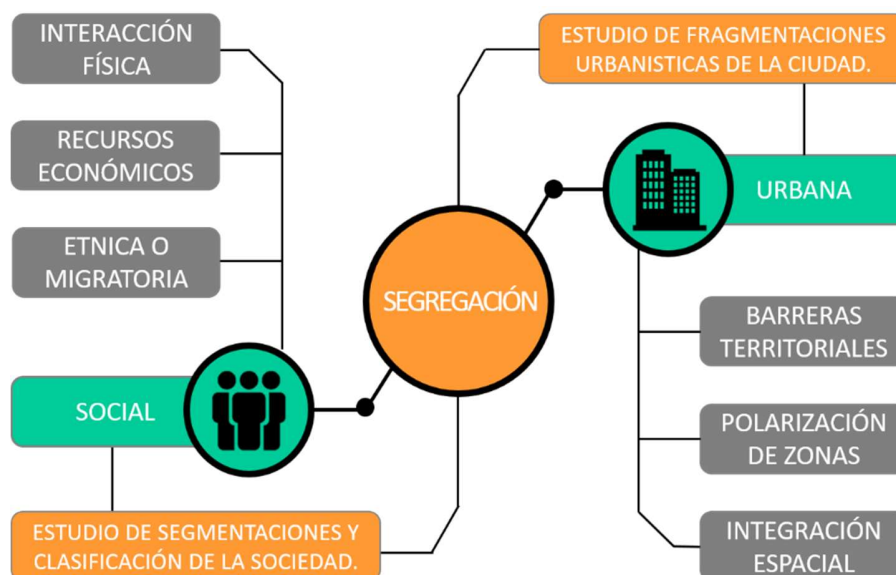 INTERACCIÓN
FÍSICA
RECURSOS
ECONÓMICOS
ETNICA O
MIGRATORIA
SOCIAL
ESTUDIO DE SEGMENTACIONES Y
CLASIFICACIÓN DE LA SOCIEDAD.
SEGREGACIÓN
ESTUDIO DE FRAGMENTACIONES
URBANISTICAS DE LA CIUDAD.
URBANA
BARRERAS
TERRITORIALES
POLARIZACIÓN
DE ZONAS
INTEGRACIÓN
ESPACIAL